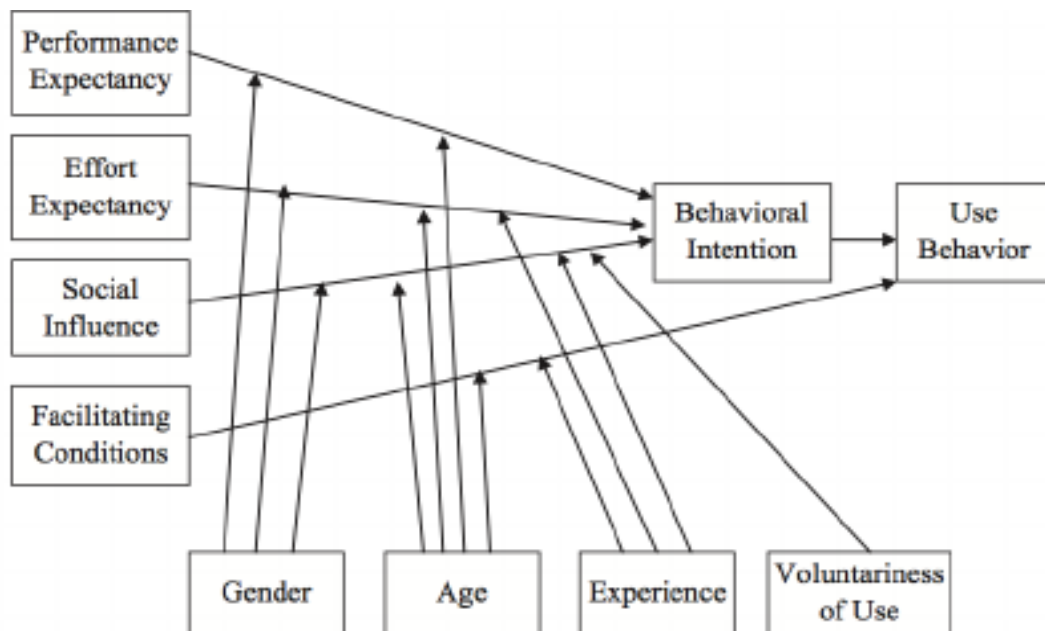 Performance
Expectancy
Effort
Expectancy
Social
Influence
Facilitating
Conditions
Behavioral
Intention
Use
Behavior
Gender
Age
Experience
Voluntariness
of Use